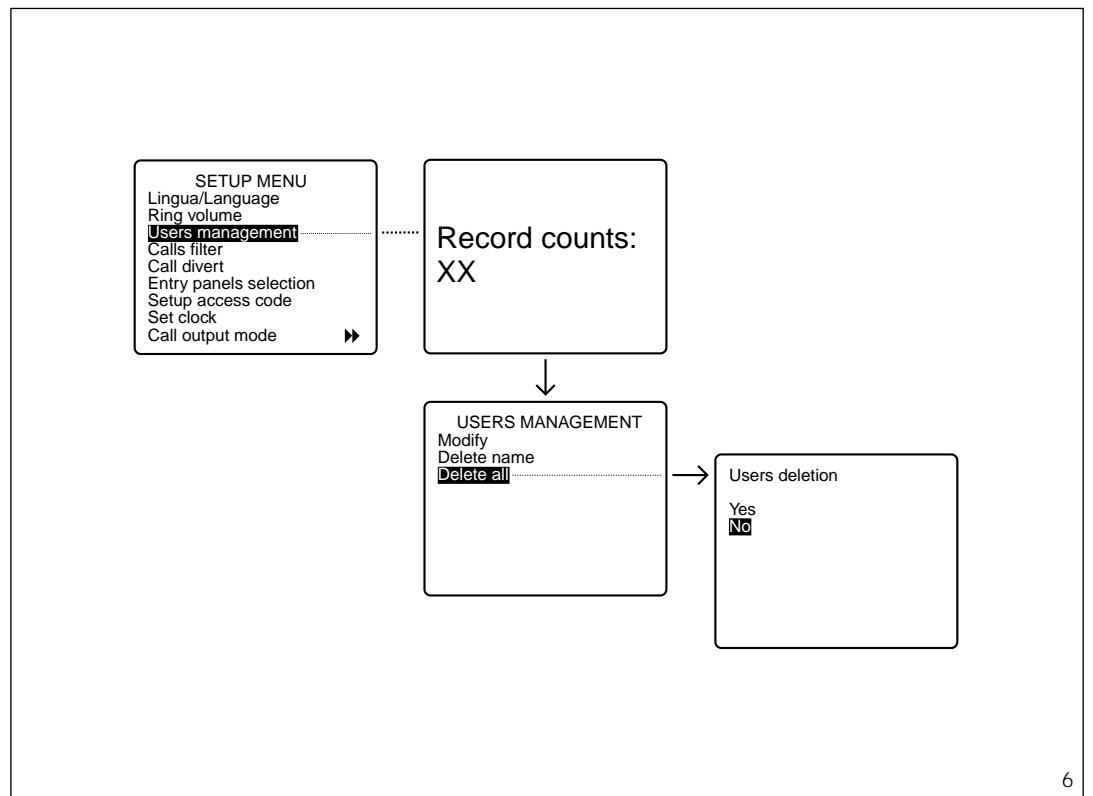 SETUP MENU
Lingua/Language
Ring volume
Users management
Calls filter
Call divert
Entry panels selection
Setup access code
Set clock
Call output mode
Record counts:
XX
USERS MANAGEMENT
Modify
Delete name
Delete all
Users deletion
Yes
No
6